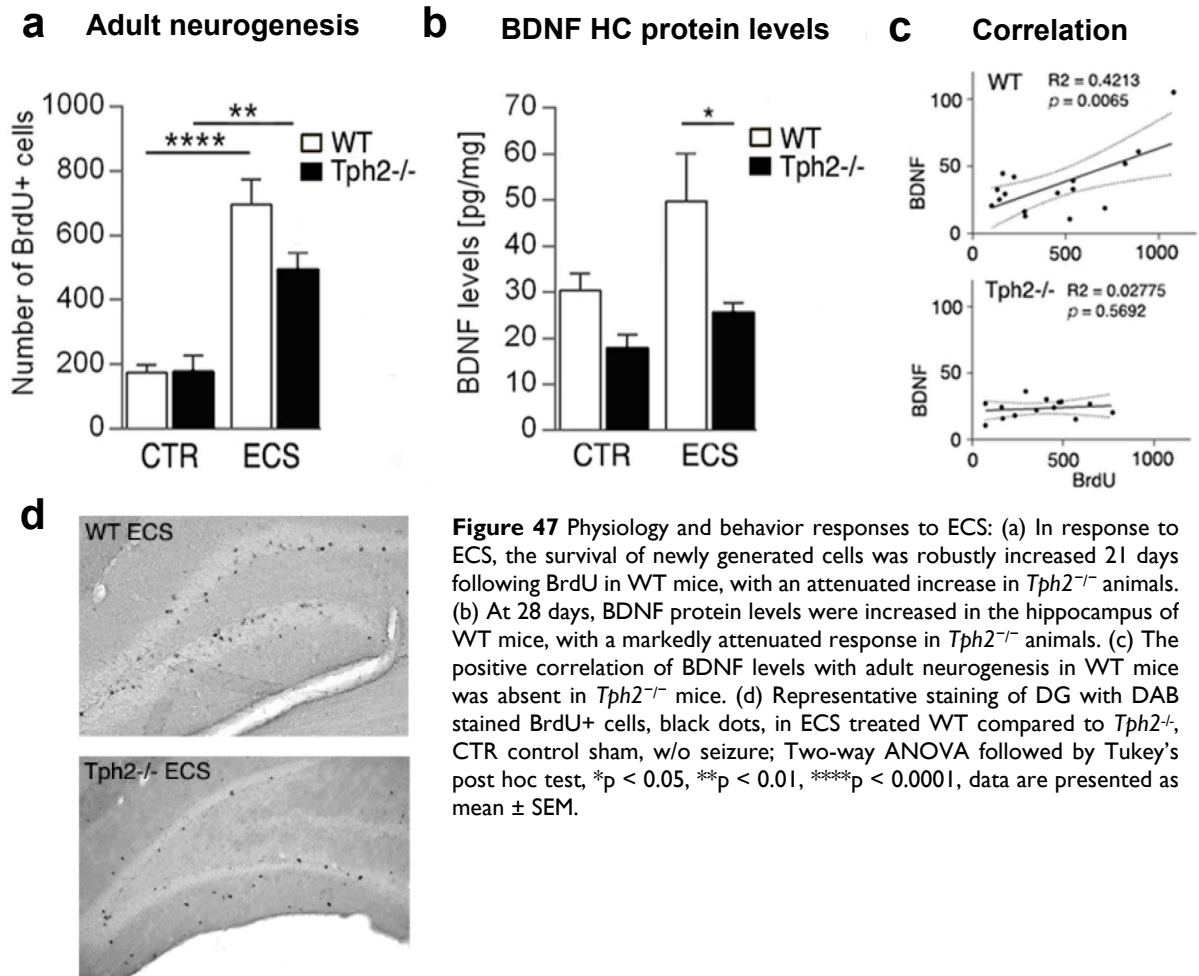 a Adult neurogenesis
1000
800
600
400
200
0
Number of BrdU+ cells
****
**
WT
Tph2-/-
CTR ECS
b BDNF HC protein levels
70
60
50
40
30
20
10
0
BDNF levels [pg/mg]
*
WT
Tph2-/-
CTR ECS
c Correlation
WT
R2 = 0.4213
p = 0.0065
100
50
0
BDNF
0 500 1000
Tph2-/-
R2 = 0.02775
p = 0.5692
100
50
0
BDNF
0 500 1000
BrdU
d
WT ECS
Tph2-/- ECS
Figure 47 Physiology and behavior responses to ECS: (a) In response to
ECS, the survival of newly generated cells was robustly increased 21 days
following BrdU in WT mice, with an attenuated increase in Tph2−/− animals.
(b) At 28 days, BDNF protein levels were increased in the hippocampus of
WT mice, with a markedly attenuated response in Tph2−/− animals. (c) The
positive correlation of BDNF levels with adult neurogenesis in WT mice
was absent in Tph2−/− mice. (d) Representative staining of DG with DAB
stained BrdU+ cells, black dots, in ECS treated WT compared to Tph2-/-,
CTR control sham, w/o seizure; Two-way ANOVA followed by Tukey's
post hoc test, *p < 0.05, **p < 0.01, ****p < 0.0001, data are presented as
mean ± SEM.